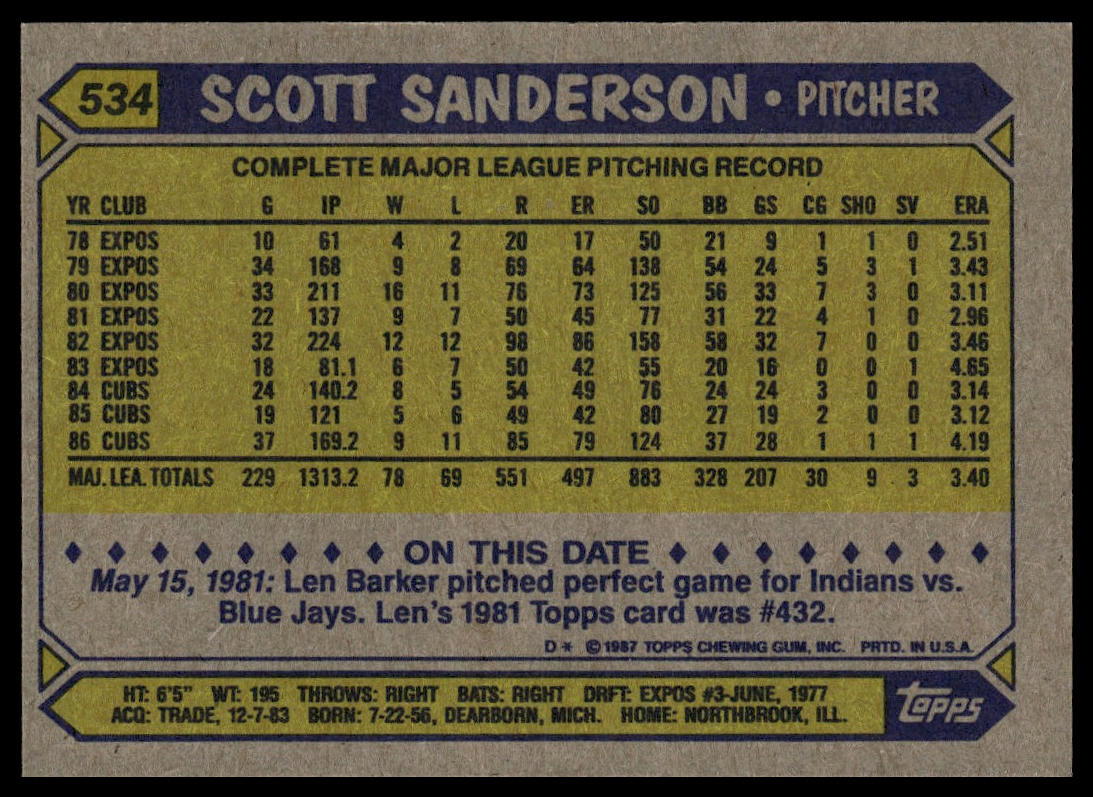 534 SCOTT SANDERSON • PITCHER
COMPLETE MAJOR LEAGUE PITCHING RECORD
YR CLUB G IP W L R ER SO BB GS CG SHO SV ERA
78 EXPOS 10 61 4 2 20 17 50 21 9 1 1 0 2.51
79 EXPOS 34 168 9 8 69 64 138 54 24 5 3 1 3.43
80 EXPOS 33 211 16 11 76 73 125 56 33 7 3 0 3.11
81 EXPOS 22 137 9 7 50 45 77 31 22 4 1 0 2.96
82 EXPOS 32 224 12 12 98 86 158 58 32 7 0 0 3.46
83 EXPOS 18 81.1 6 7 50 42 55 20 16 0 0 1 4.65
84 CUBS 24 140.2 8 5 54 49 76 24 24 3 0 0 3.14
85 CUBS 19 121 5 6 49 42 80 27 19 2 0 0 3.12
86 CUBS 37 169.2 9 11 85 79 124 37 28 1 1 1 4.19
MAJ. LEA. TOTALS 229 1313.2 78 69 551 497 883 328 207 30 9 3 3.40
ON THIS DATE
May 15, 1981: Len Barker pitched perfect game for Indians vs.
Blue Jays. Len's 1981 Topps card was #432.
D* ©1987 TOPPS CHEWING GUM, INC. PRTD. IN U.S.A.
HT: 6'5" WT: 195 THROWS: RIGHT BATS: RIGHT DRFT: EXPOS #3-JUNE, 1977
ACQ: TRADE, 12-7-83 BORN: 7-22-56, DEARBORN, MICH. HOME: NORTHBROOK, ILL.
topps